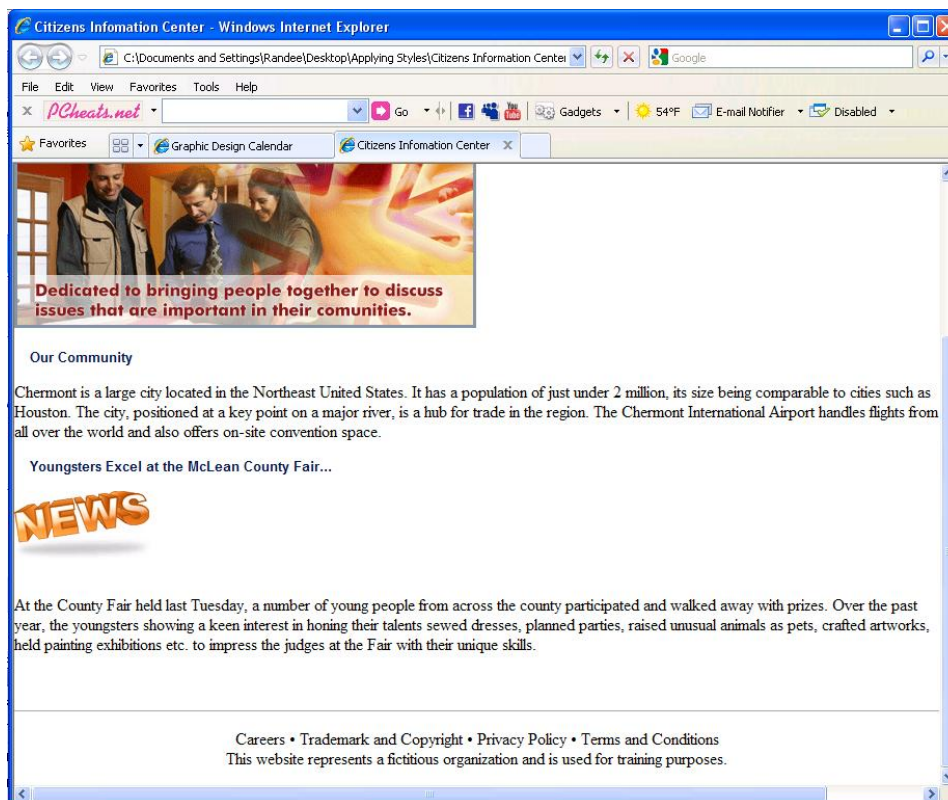 Citizens Infomation Center - Windows Internet Explorer
C:\Documents and Settings\Randee\Desktop\Applying Styles\Citizens Information Center
Google
File Edit View Favorites Tools Help
x PCheats.net Go You Tube Gadgets 54°F E-mail Notifier Disabled
Favorites Graphic Design Calendar Citizens Infomation Center X
Dedicated to bringing people together to discuss
issues that are important in their comunities.
Our Community
Chermont is a large city located in the Northeast United States. It has a population of just under 2 million, its size being comparable to cities such as
Houston. The city, positioned at a key point on a major river, is a hub for trade in the region. The Chermont International Airport handles flights from
all over the world and also offers on-site convention space.
Youngsters Excel at the McLean County Fair...
NEWS
At the County Fair held last Tuesday, a number of young people from across the county participated and walked away with prizes. Over the past
year, the youngsters showing a keen interest in honing their talents sewed dresses, planned parties, raised unusual animals as pets, crafted artworks,
held painting exhibitions etc. to impress the judges at the Fair with their unique skills.
Careers • Trademark and Copyright • Privacy Policy • Terms and Conditions
This website represents a fictitious organization and is used for training purposes.